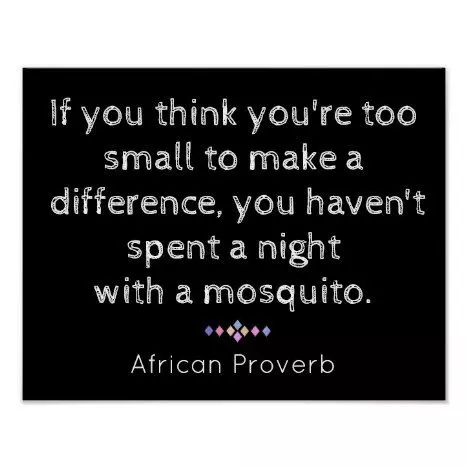 If you think you're too
small to make a
difference, you haven't
spent a night
with a mosquito.
African Proverb